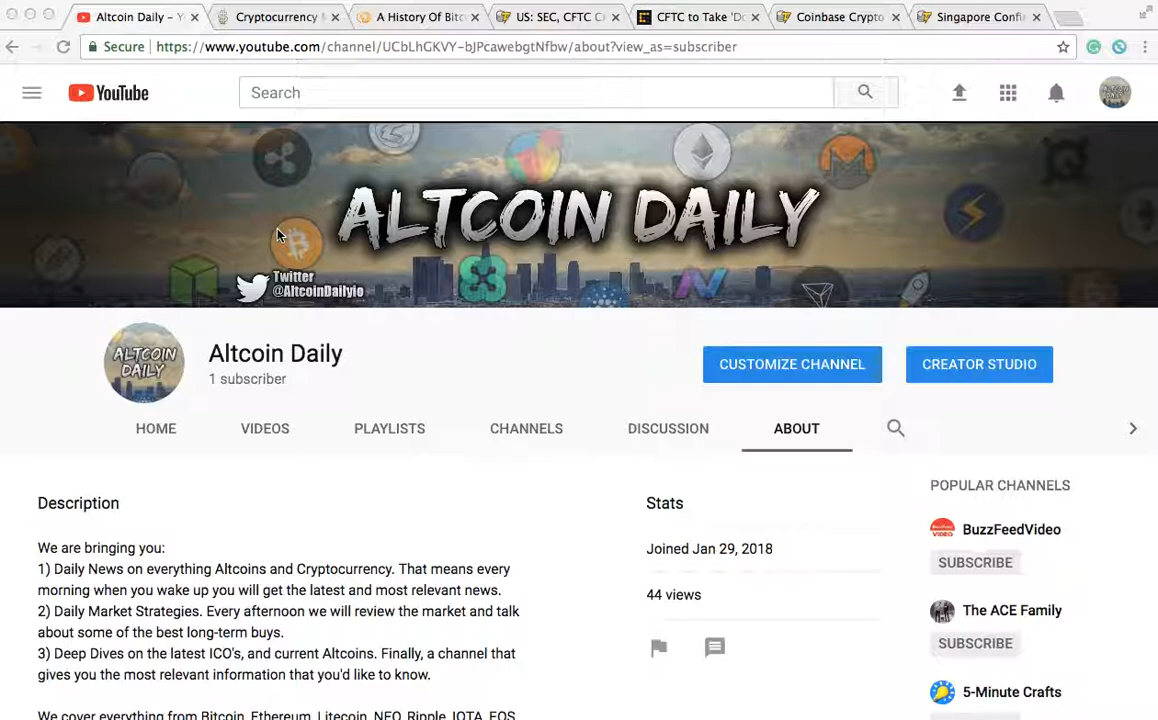 Altcoin Daily – Y
Cryptocurrency M
A History Of Bitc
US: SEC, CFTC C
CFTC to Take 'Do
Coinbase Crypto
Singapore Confi
Secure
https://www.youtube.com/channel/UCbLhGKVY-bJPcawebgtNfbw/about?view_as=subscriber
YouTube
Search
ALTCOIN DAILY
Twitter
@AltcoinDailyio
ALTCOIN
DAILY
Altcoin Daily
1 subscriber
CUSTOMIZE CHANNEL
CREATOR STUDIO
HOME
VIDEOS
PLAYLISTS
CHANNELS
DISCUSSION
ABOUT
Description
We are bringing you:
1) Daily News on everything Altcoins and Cryptocurrency. That means every
morning when you wake up you will get the latest and most relevant news.
2) Daily Market Strategies. Every afternoon we will review the market and talk
about some of the best long-term buys.
3) Deep Dives on the latest ICO's, and current Altcoins. Finally, a channel that
gives you the most relevant information that you'd like to know.
We cover everything from Bitcoin, Ethereum, Litecoin, NEO, Ripple, IOTA, EOS
Stats
Joined Jan 29, 2018
44 views
POPULAR CHANNELS
BuzzFeedVideo
SUBSCRIBE
The ACE Family
SUBSCRIBE
5-Minute Crafts